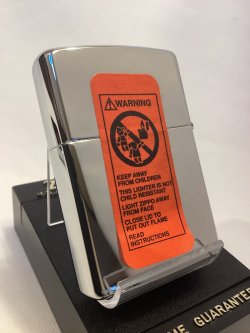 WARNING
KEEP AWAY
FROM CHILDREN
THIS LIGHTER IS NOT
CHILD RESISTANT
LIGHT ZIPPO AWAY
FROM FACE
CLOSE LID TO
PUT OUT FLAME
READ
INSTRUCTIONS
GUARANTEE